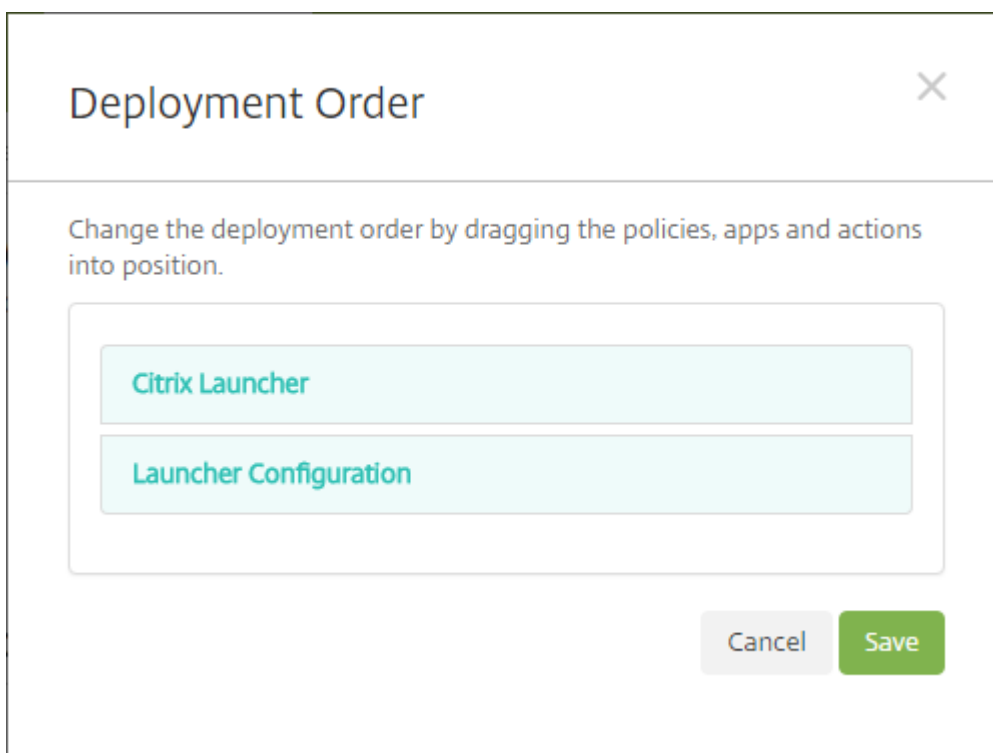 Deployment Order
Change the deployment order by dragging the policies, apps and actions
into position.
Citrix Launcher
Launcher Configuration
Cancel
Save